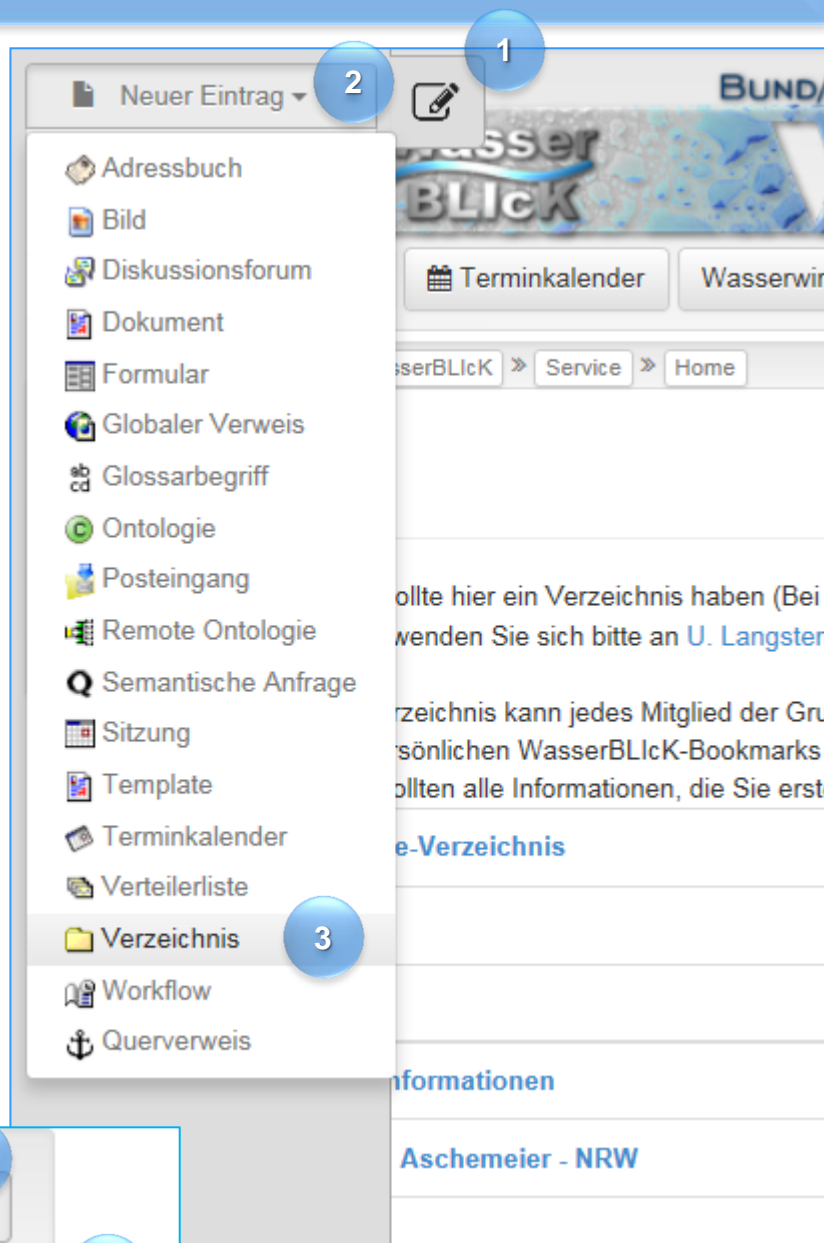 1
2
Neuer Eintrag
BUND/
Wasser
BLIcK
Adressbuch
Bild
Diskussionsforum
Dokument
Formular
Globaler Verweis
Glossarbegriff
Ontologie
Posteingang
Remote Ontologie
Semantische Anfrage
Sitzung
Template
Terminkalender
Verteilerliste
Verzeichnis
3
Workflow
Querverweis
Terminkalender
Wasserwir
sserBLIcK » Service » Home
ollte hier ein Verzeichnis haben (Bei
wenden Sie sich bitte an U. Langster
rzeichnis kann jedes Mitglied der Gru
rsönlichen WasserBLIcK-Bookmarks
ollten alle Informationen, die Sie erst
e-Verzeichnis
nformationen
Aschemeier - NRW